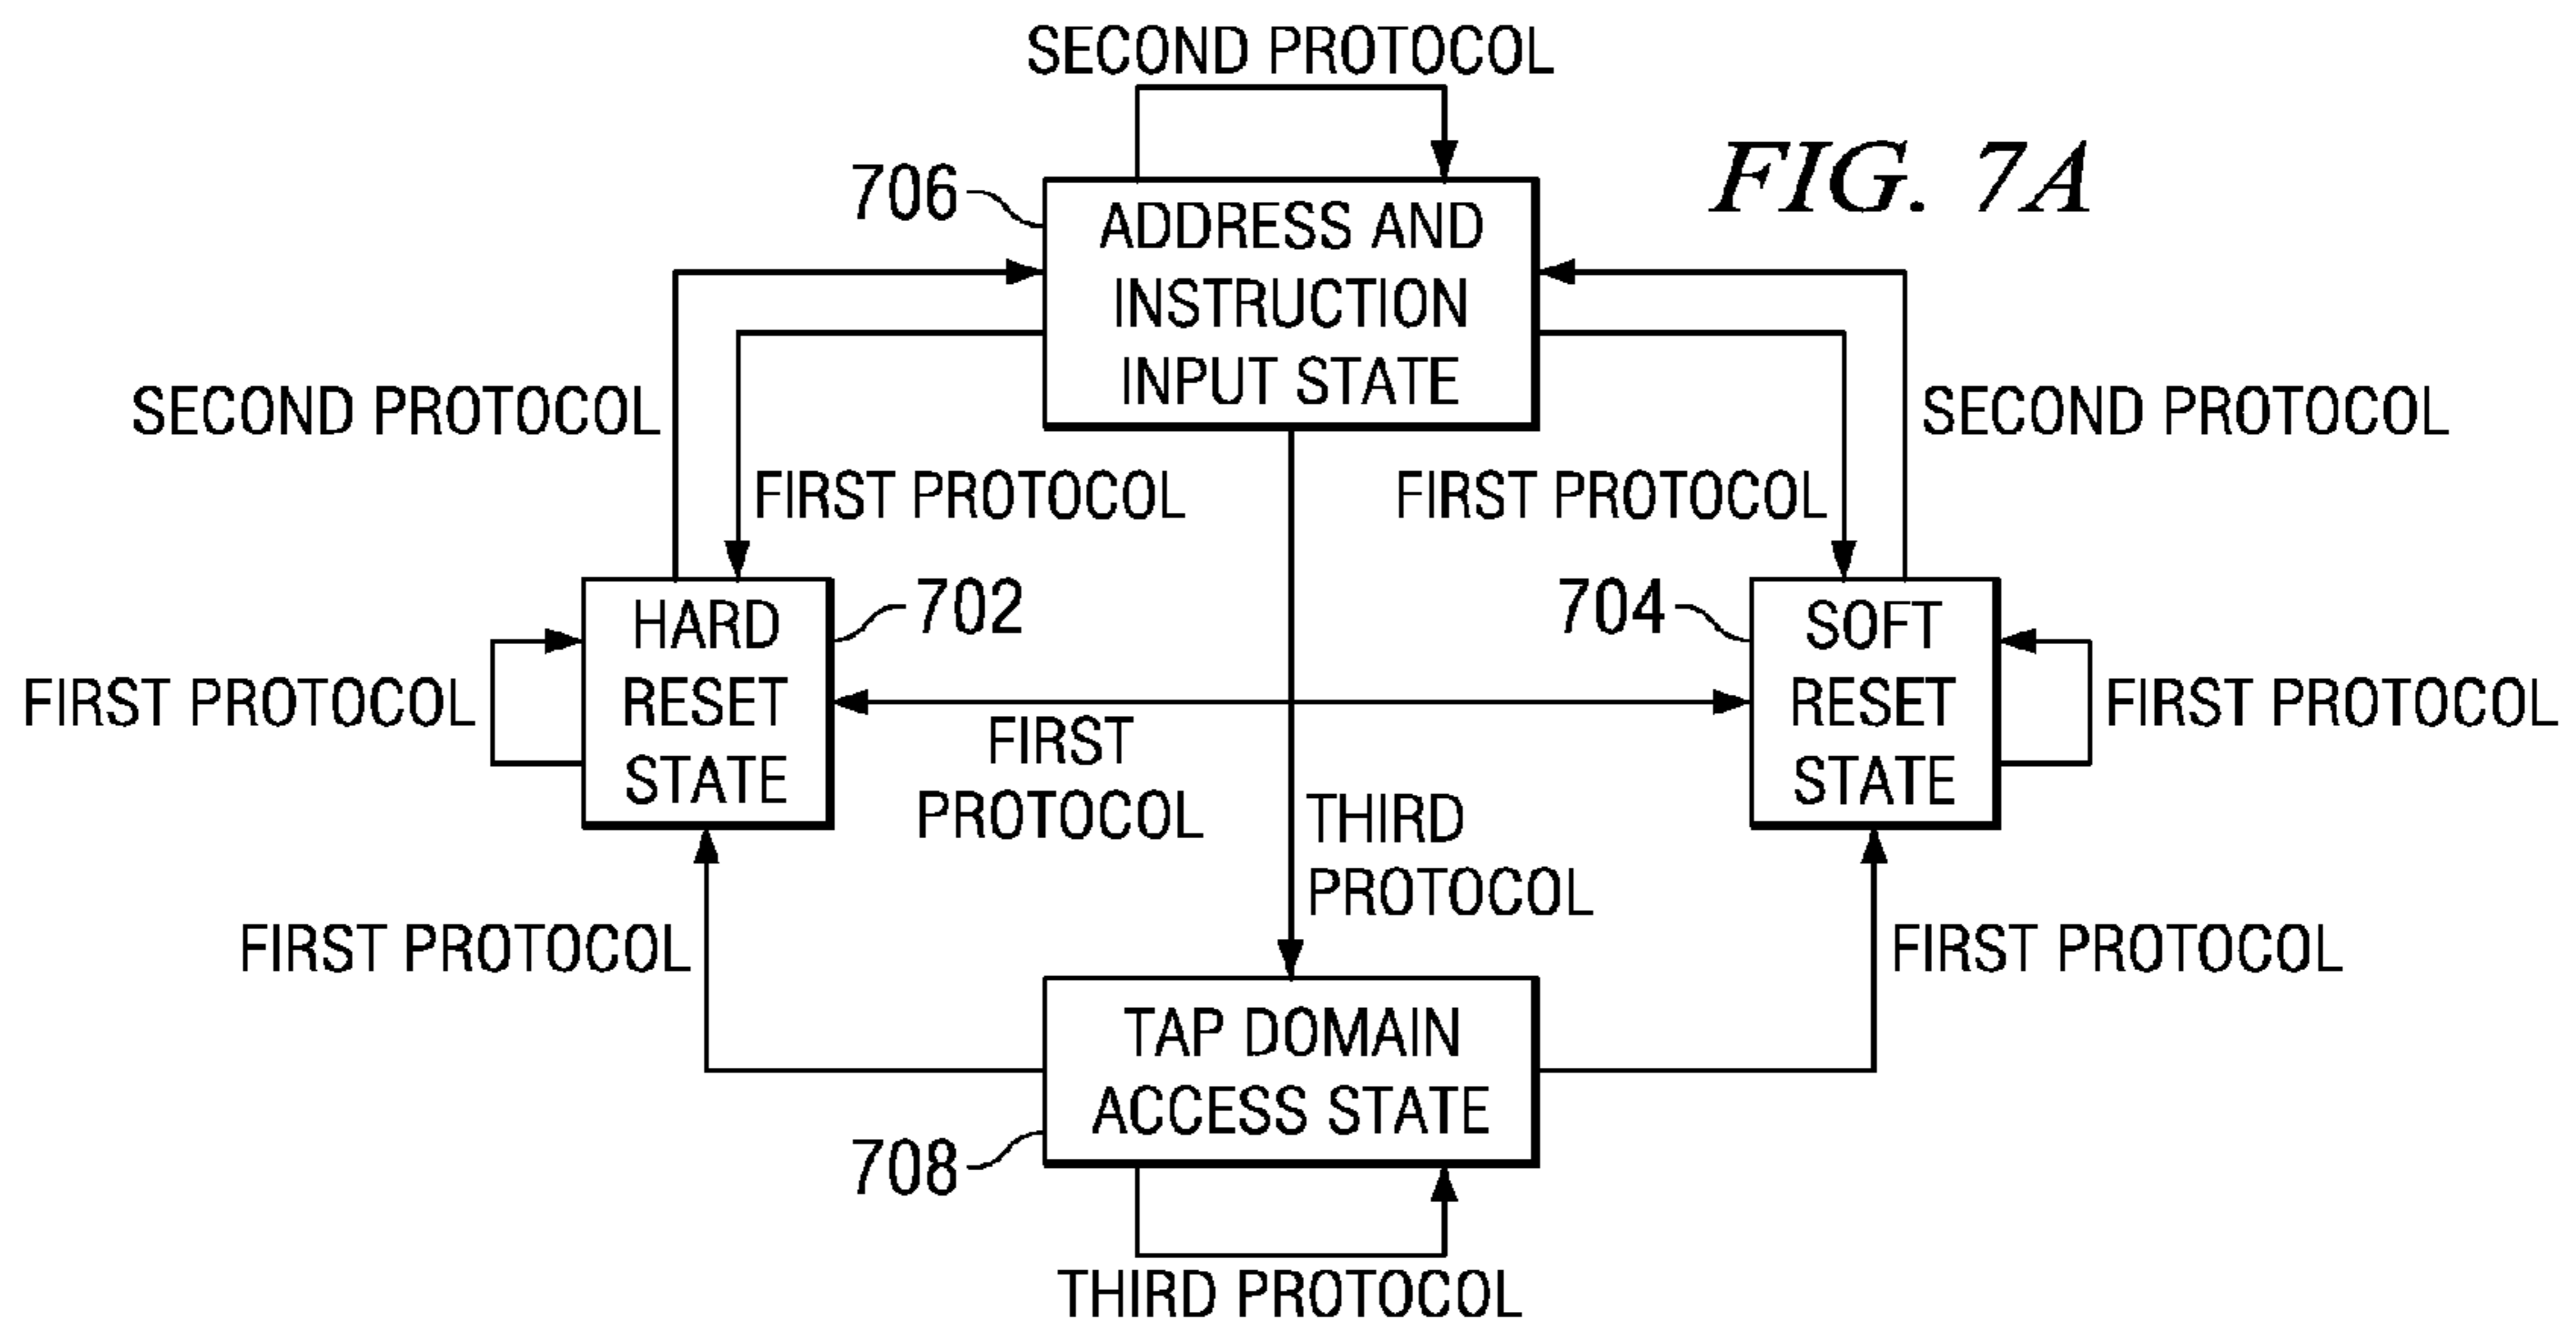 SECOND PROTOCOL
FIG. 7A
706
ADDRESS AND
INSTRUCTION
INPUT STATE
SECOND PROTOCOL
SECOND PROTOCOL
FIRST PROTOCOL
FIRST PROTOCOL
HARD
RESET
STATE
702
704
SOFT
RESET
STATE
FIRST PROTOCOL
FIRST PROTOCOL
FIRST
PROTOCOL
THIRD
PROTOCOL
FIRST PROTOCOL
FIRST PROTOCOL
TAP DOMAIN
ACCESS STATE
708
THIRD PROTOCOL